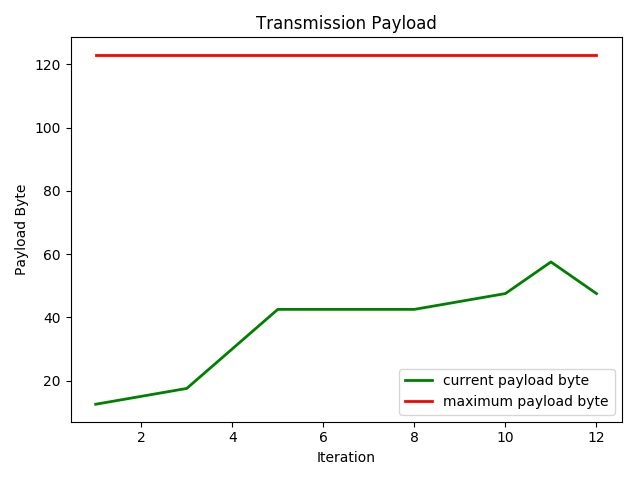 Transmission Payload
Payload Byte
120
100
80
60
40
20
current payload byte
maximum payload byte
2 4 6 8 10 12
Iteration